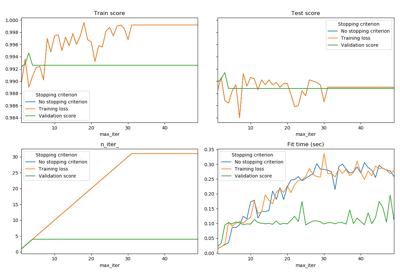 Train score
1.000
0.998
0.996
0.994
0.992
0.990
0.988
0.986
0.984
Stopping criterion
No stopping criterion
Training loss
Validation score
10 20 30 40
max_iter
Test score
Stopping criterion
No stopping criterion
Training loss
Validation score
10 20 30 40
max_iter
n_iter_
30
25
20
15
10
5
0
Stopping criterion
No stopping criterion
Training loss
Validation score
10 20 30 40
max_iter
Fit time (sec)
0.35
0.30
0.25
0.20
0.15
0.10
0.05
0.00
Stopping criterion
No stopping criterion
Training loss
Validation score
10 20 30 40
max_iter